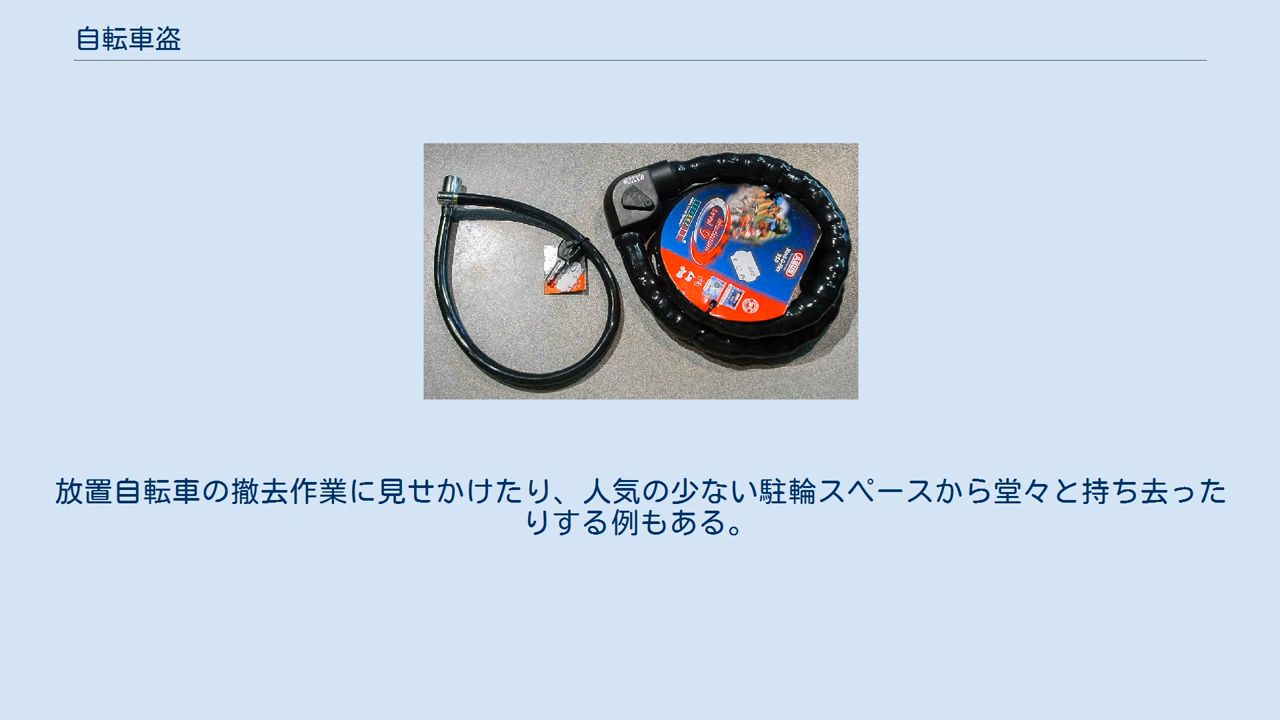 自転車盗
ABUS
放置自転車の撤去作業に見せかけたり、人気の少ない駐輪スペースから堂々と持ち去った
りする例もある。